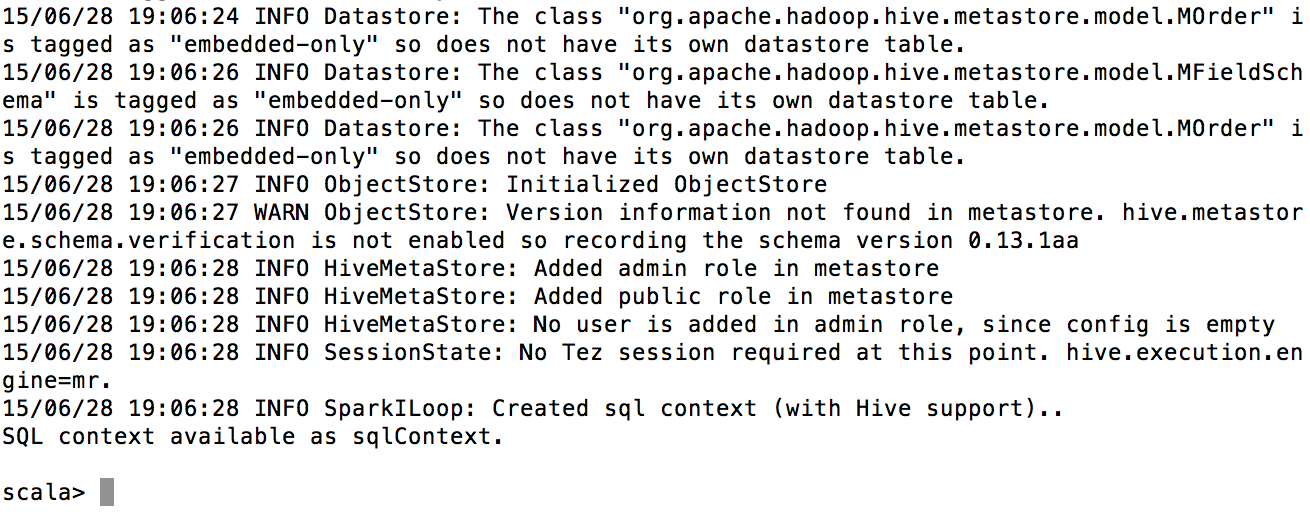 15/06/28 19:06:24 INFO Datastore: The class "org.apache.hadoop.hive.metastore.model.MOrder" i
s tagged as "embedded-only" so does not have its own datastore table.
15/06/28 19:06:26 INFO Datastore: The class "org.apache.hadoop.hive.metastore.model.MFieldSch
ema" is tagged as "embedded-only" so does not have its own datastore table.
15/06/28 19:06:26 INFO Datastore: The class "org.apache.hadoop.hive.metastore.model.MOrder" i
s tagged as "embedded-only" so does not have its own datastore table.
15/06/28 19:06:27 INFO ObjectStore: Initialized ObjectStore
15/06/28 19:06:27 WARN ObjectStore: Version information not found in metastore. hive.metastor
e.schema.verification is not enabled so recording the schema version 0.13.1aa
15/06/28 19:06:28 INFO HiveMetaStore: Added admin role in metastore
15/06/28 19:06:28 INFO HiveMetaStore: Added public role in metastore
15/06/28 19:06:28 INFO HiveMetaStore: No user is added in admin role, since config is empty
15/06/28 19:06:28 INFO SessionState: No Tez session required at this point. hive.execution.en
gine=mr.
15/06/28 19:06:28 INFO SparkILoop: Created sql context (with Hive support)..
SQL context available as sqlContext.
scala>